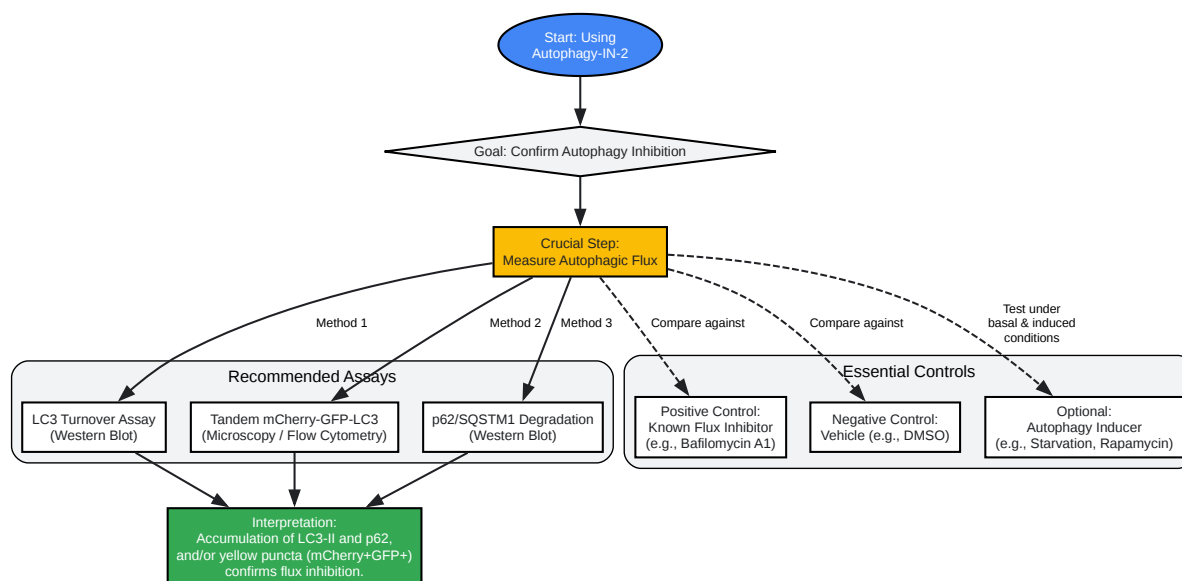 Start: Using
Autophagy-IN-2
Goal: Confirm Autophagy Inhibition
Crucial Step:
Measure Autophagic Flux
Method 1
Method 2
Method 3
Compare against
Compare against
Test under
basal & induced
conditions
Recommended Assays
Essential Controls
LC3 Turnover Assay
(Western Blot)
Tandem mCherry-GFP-LC3
(Microscopy / Flow Cytometry)
p62/SQSTM1 Degradation
(Western Blot)
Positive Control:
Known Flux Inhibitor
(e.g., Bafilomycin A1)
Negative Control:
Vehicle (e.g., DMSO)
Optional:
Autophagy Inducer
(e.g., Starvation, Rapamycin)
Interpretation:
Accumulation of LC3-II and p62,
and/or yellow puncta (mCherry+GFP+)
confirms flux inhibition.